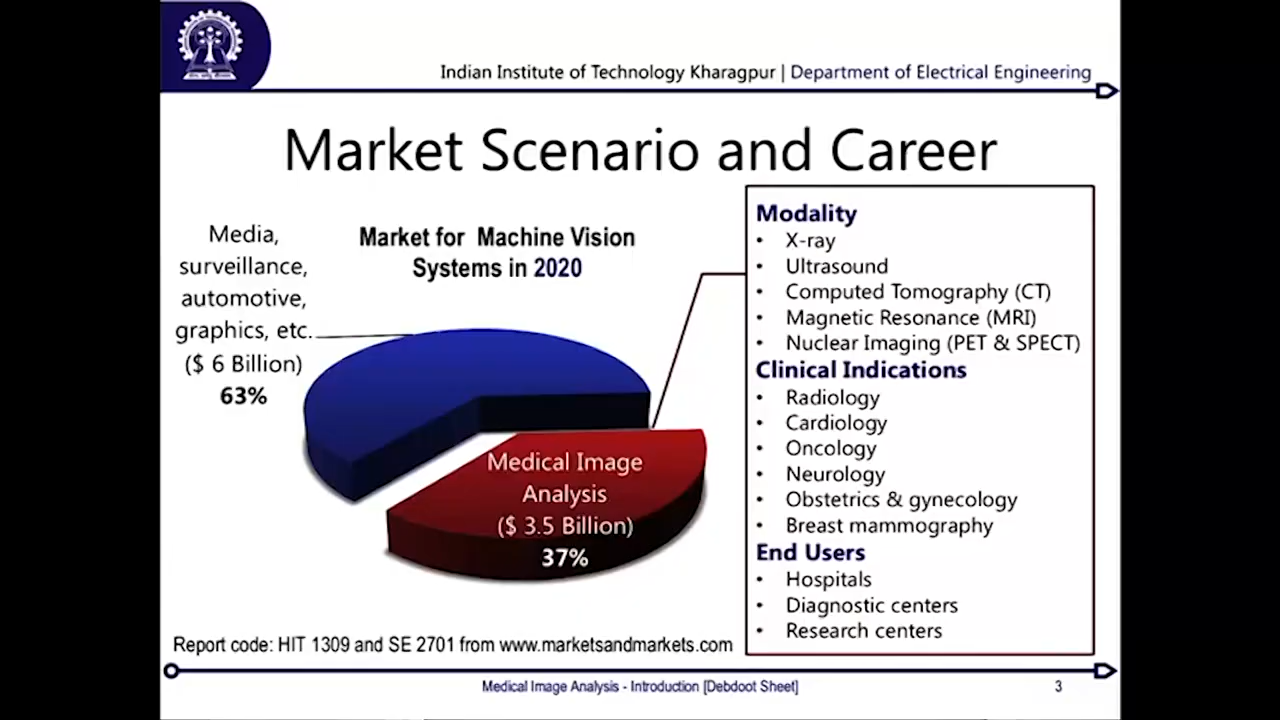 Indian Institute of Technology Kharagpur | Department of Electrical Engineering
Market Scenario and Career
Media,
surveillance,
automotive,
graphics, etc.
($ 6 Billion)
63%
Market for Machine Vision
Systems in 2020
Medical Image
Analysis
($ 3.5 Billion)
37%
Modality
• X-ray
• Ultrasound
• Computed Tomography (CT)
• Magnetic Resonance (MRI)
• Nuclear Imaging (PET & SPECT)
Clinical Indications
• Radiology
• Cardiology
• Oncology
• Neurology
• Obstetrics & gynecology
• Breast mammography
End Users
• Hospitals
• Diagnostic centers
• Research centers
Report code: HIT 1309 and SE 2701 from www.marketsandmarkets.com
Medical Image Analysis - Introduction [Debdoot Sheet]
3